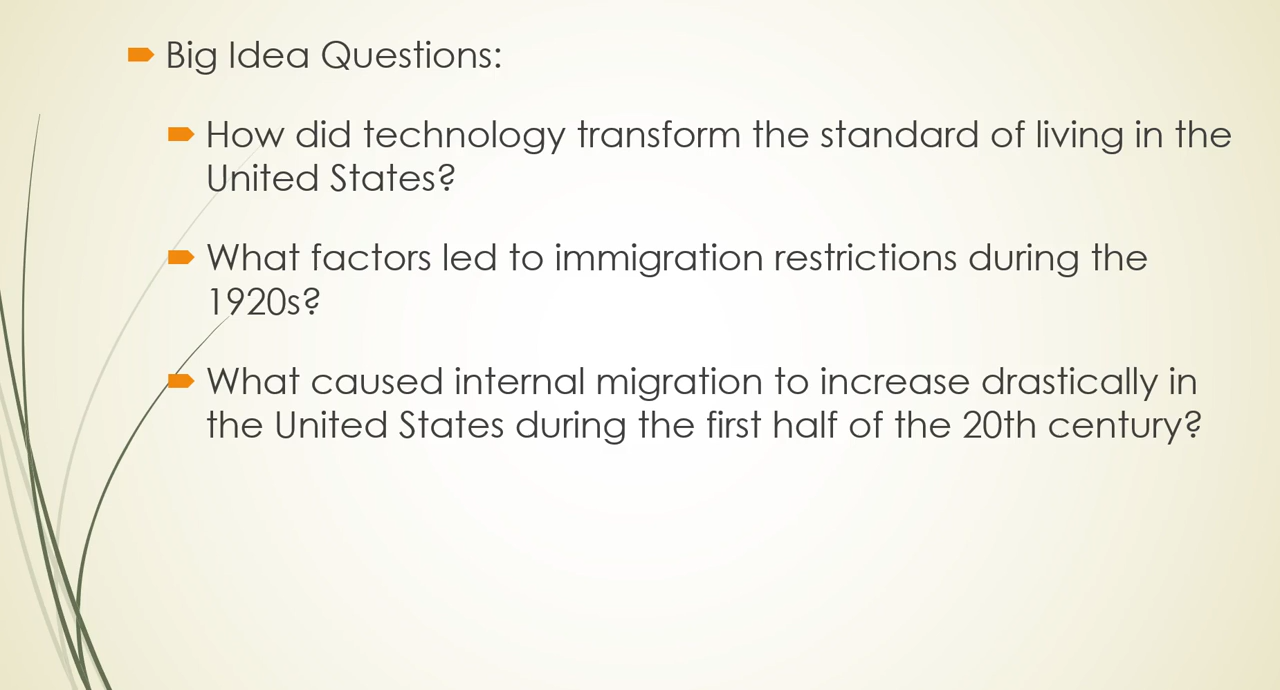 Big Idea Questions:
How did technology transform the standard of living in the
United States?
What factors led to immigration restrictions during the
1920s?
What caused internal migration to increase drastically in
the United States during the first half of the 20th century?